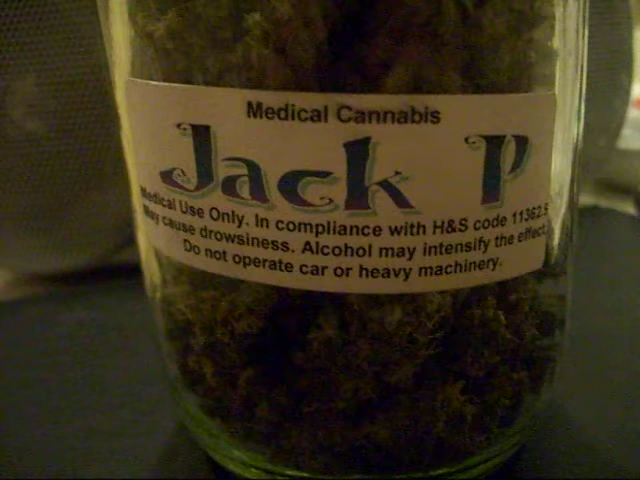 Medical Cannabis
Jack P
Medical Use Only. In compliance with H&S code 11362.5
May cause drowsiness. Alcohol may intensify the effect.
Do not operate car or heavy machinery.